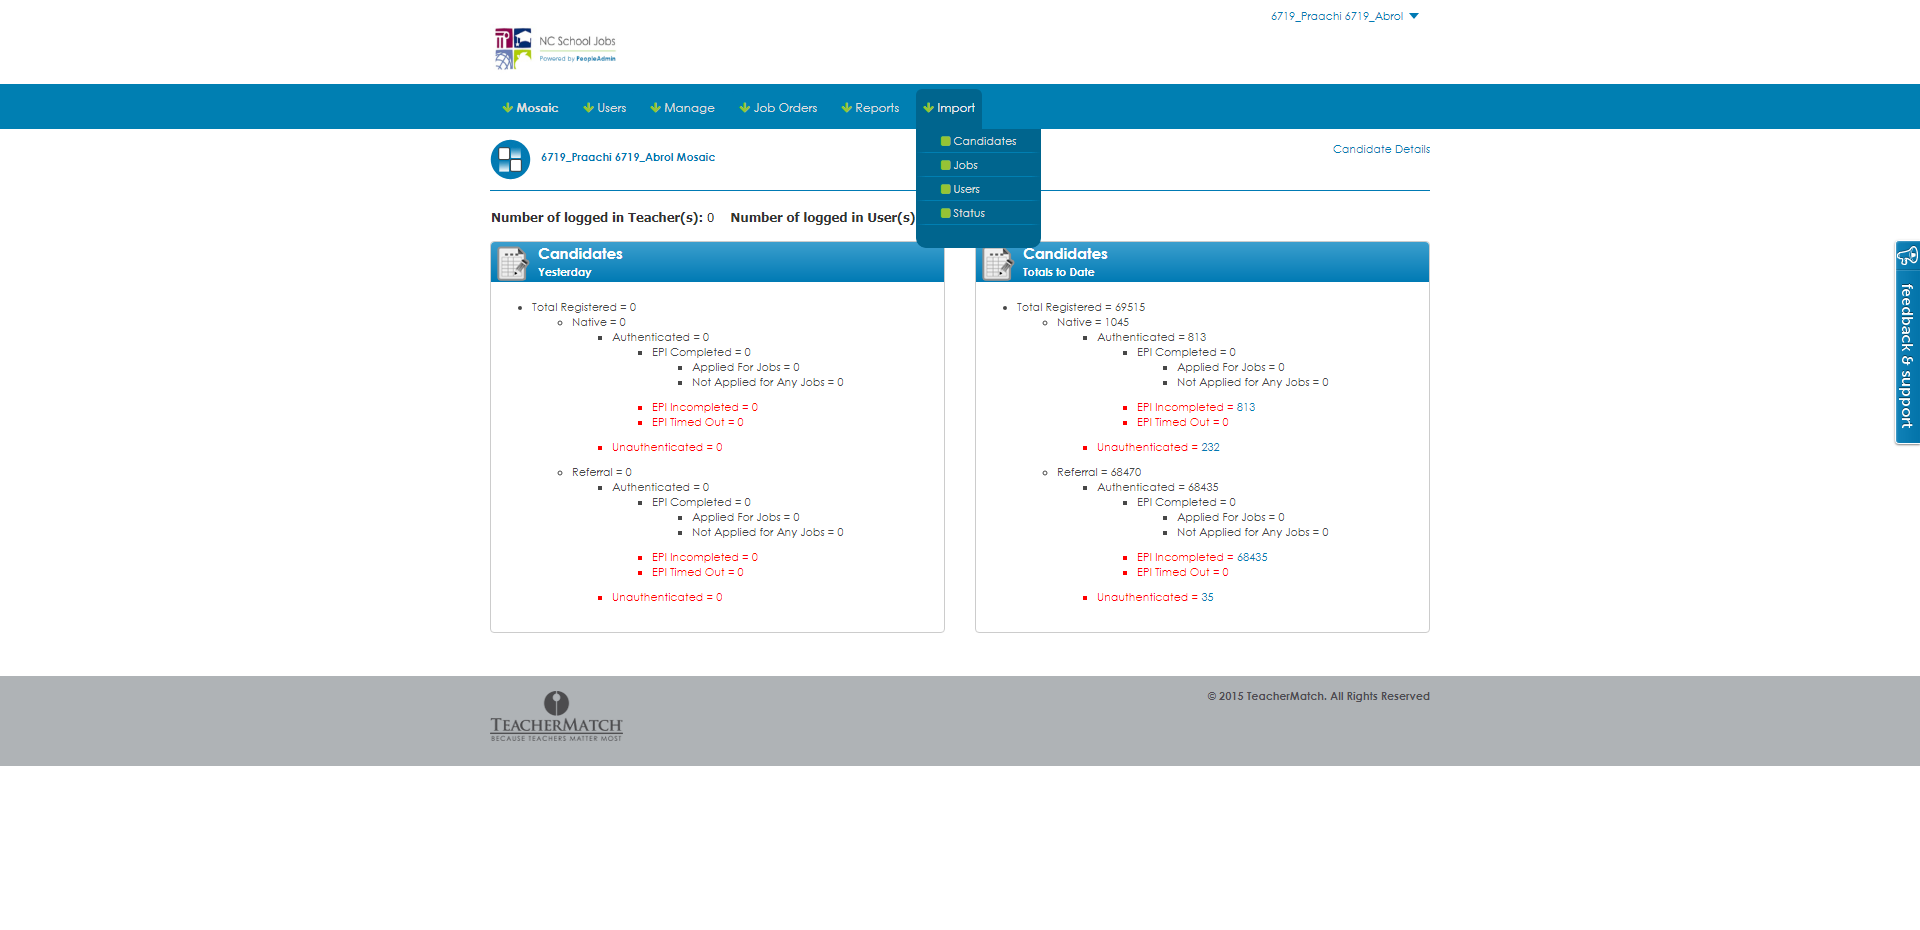 6719_Praachi 6719_Abrol
NC School Jobs
Powered by PeopleAdmin
Mosaic Users Manage Job Orders Reports Import
Candidates
Jobs
Users
Status
6719_Praachi 6719_Abrol Mosaic
Candidate Details
Number of logged in Teacher(s): 0 Number of logged in User(s)
Candidates
Yesterday
Total Registered = 0
Native = 0
Authenticated = 0
EPI Completed = 0
Applied For Jobs = 0
Not Applied for Any Jobs = 0
EPI Incompleted = 0
EPI Timed Out = 0
Unauthenticated = 0
Referral = 0
Authenticated = 0
EPI Completed = 0
Applied For Jobs = 0
Not Applied for Any Jobs = 0
EPI Incompleted = 0
EPI Timed Out = 0
Unauthenticated = 0
Candidates
Totals to Date
Total Registered = 69515
Native = 1045
Authenticated = 813
EPI Completed = 0
Applied For Jobs = 0
Not Applied for Any Jobs = 0
EPI Incompleted = 813
EPI Timed Out = 0
Unauthenticated = 232
Referral = 68470
Authenticated = 68435
EPI Completed = 0
Applied For Jobs = 0
Not Applied for Any Jobs = 0
EPI Incompleted = 68435
EPI Timed Out = 0
Unauthenticated = 35
feedback & support
TEACHERMATCH
BECAUSE TEACHERS MATTER MOST
© 2015 TeacherMatch. All Rights Reserved